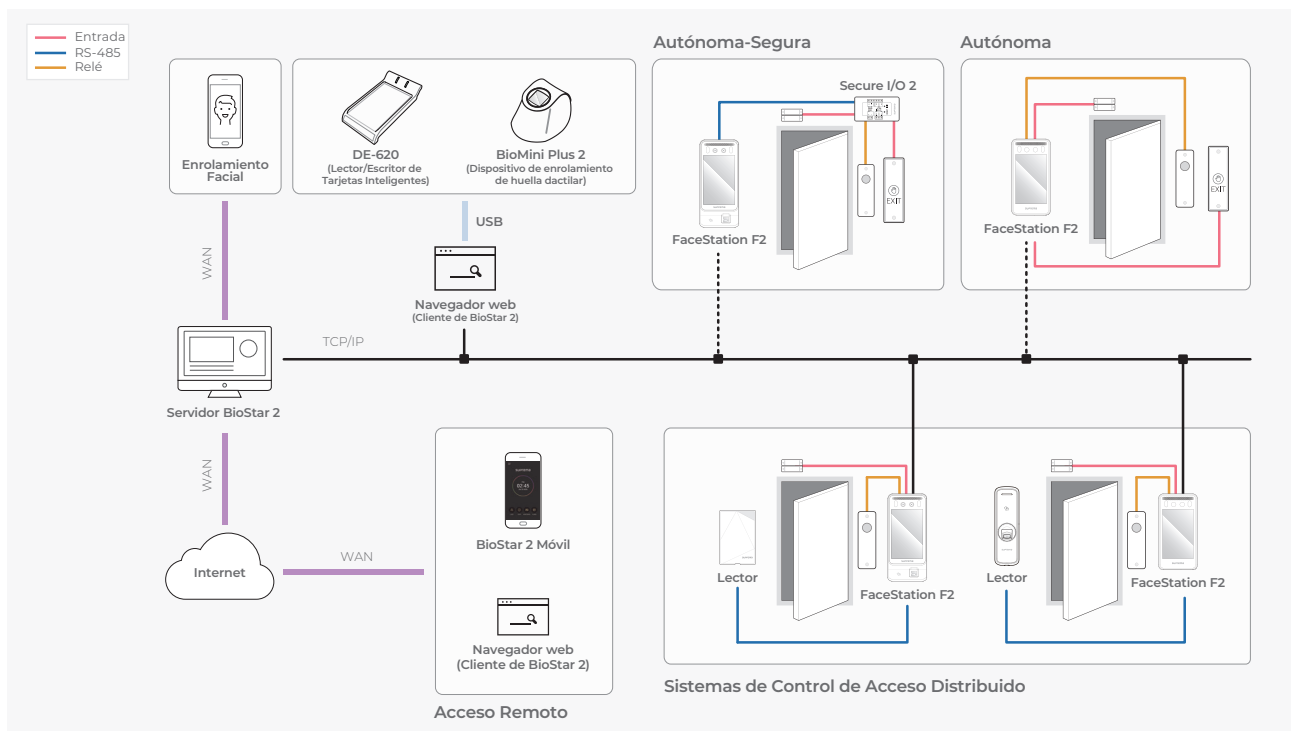 Entrada
RS-485
Relé
Autónoma-Segura
Autónoma
Secure I/O 2
Enrolamiento
Facial
DE-620
(Lector/Escritor de
Tarjetas Inteligentes)
BioMini Plus 2
(Dispositivo de enrolamiento
de huella dactilar)
EXIT
FaceStation F2
EXIT
FaceStation F2
WAN
USB
Navegador web
(Cliente de BioStar 2)
TCP/IP
Servidor BioStar 2
WAN
Internet
WAN
02:45
BioStar 2 Móvil
Navegador web
(Cliente de BioStar 2)
Acceso Remoto
Lector
FaceStation F2
Lector
FaceStation F2
Sistemas de Control de Acceso Distribuido